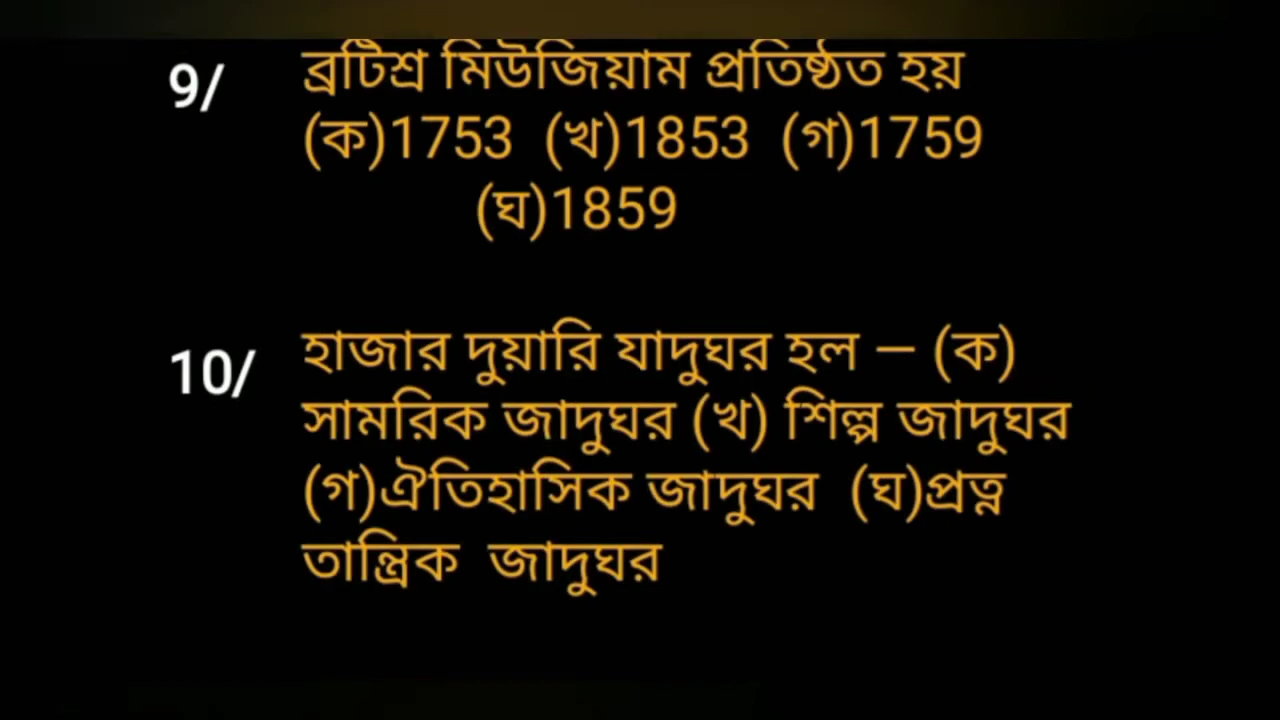 9/ ব্রটিশ্র মিউজিয়াম প্রতিষ্ঠত হয়
(ক)1753 (খ)1853 (গ)1759
(ঘ)1859
10/ হাজার দুয়ারি যাদুঘর হল – (ক)
সামরিক জাদুঘর (খ) শিল্প জাদুঘর
(গ)ঐতিহাসিক জাদুঘর (ঘ)প্রত্ন
তান্ত্রিক জাদুঘর